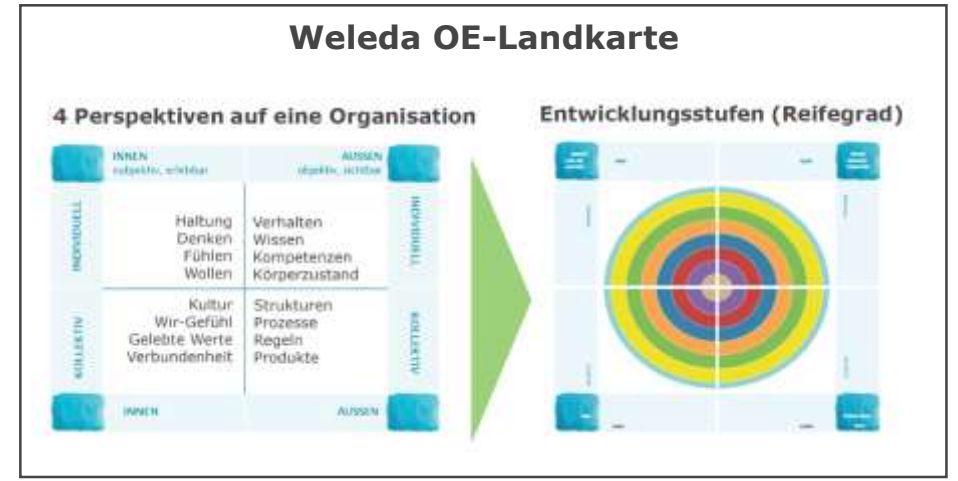 Weleda OE-Landkarte
4 Perspektiven auf eine Organisation
INNEN
subjektiv, erlebbar
AUSSEN
objektiv, sichtbar
INDIVIDUELL
Haltung
Denken
Fühlen
Wollen
Verhalten
Wissen
Kompetenzen
Körperzustand
INDIVIDUELL
KOLLEKTIV
Kultur
Wir-Gefühl
Gelebte Werte
Verbundenheit
Strukturen
Prozesse
Regeln
Produkte
KOLLEKTIV
INNEN
AUSSEN
Entwicklungsstufen (Reifegrad)